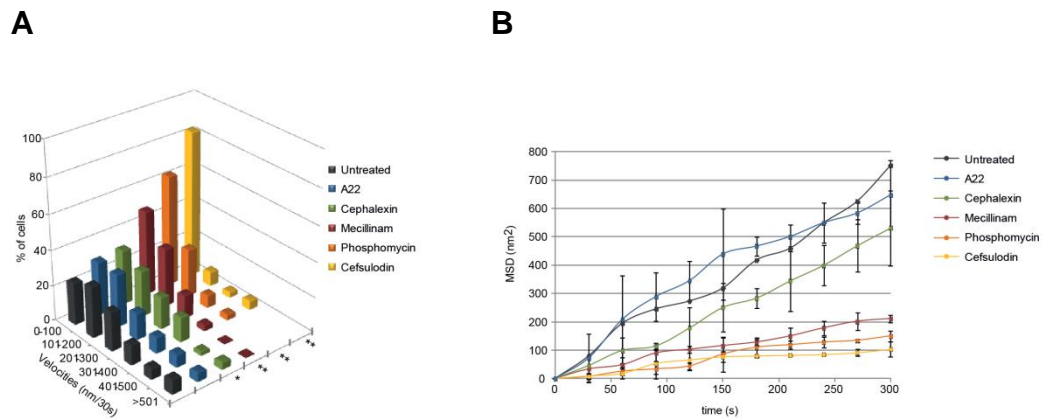 A
100
80
60
40
20
0
% of cells
0-100
101-200
201-300
301-400
401-500
>501
Velocities (nm/30s)
*
**
**
**
Untreated
A22
Cephalexin
Mecillinam
Phosphomycin
Cefsulodin
B
800
700
600
500
400
300
200
100
0
MSD (nm2)
0
50
100
150
200
250
300
time (s)
Untreated
A22
Cephalexin
Mecillinam
Phosphomycin
Cefsulodin